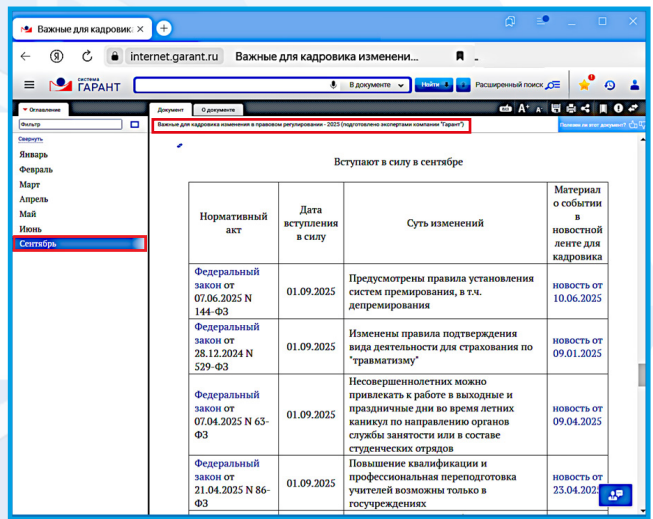 Важные для кадровик
internet.garant.ru Важные для кадровика изменени...
система
ГАРАНТ
В документе
Найти
Расширенный поиск
Оглавление
Документ
О документе
Фильтр
Важные для кадровика изменения в правовом регулировании - 2025 (подготовлено экспертами компании "Гарант")
Полезен ли этот документ?
Свернуть
Январь
Февраль
Март
Апрель
Май
Июнь
Сентябрь
Вступают в силу в сентябре
Нормативный
акт
Дата
вступления
в силу
Суть изменений
Материал
о событии
в
новостной
ленте для
кадровика
Федеральный
закон от
07.06.2025 N
144-ФЗ
01.09.2025
Предусмотрены правила установления
систем премирования, в т.ч.
депремирования
новость от
10.06.2025
Федеральный
закон от
28.12.2024 N
529-ФЗ
01.09.2025
Изменены правила подтверждения
вида деятельности для страхования по
"травматизму"
новость от
09.01.2025
Федеральный
закон от
07.04.2025 N 63-
ФЗ
01.09.2025
Несовершеннолетних можно
привлекать к работе в выходные и
праздничные дни во время летних
каникул по направлению органов
службы занятости или в составе
студенческих отрядов
новость от
09.04.2025
Федеральный
закон от
21.04.2025 N 86-
ФЗ
01.09.2025
Повышение квалификации и
профессиональная переподготовка
учителей возможны только в
госучреждениях
новость от
23.04.2025